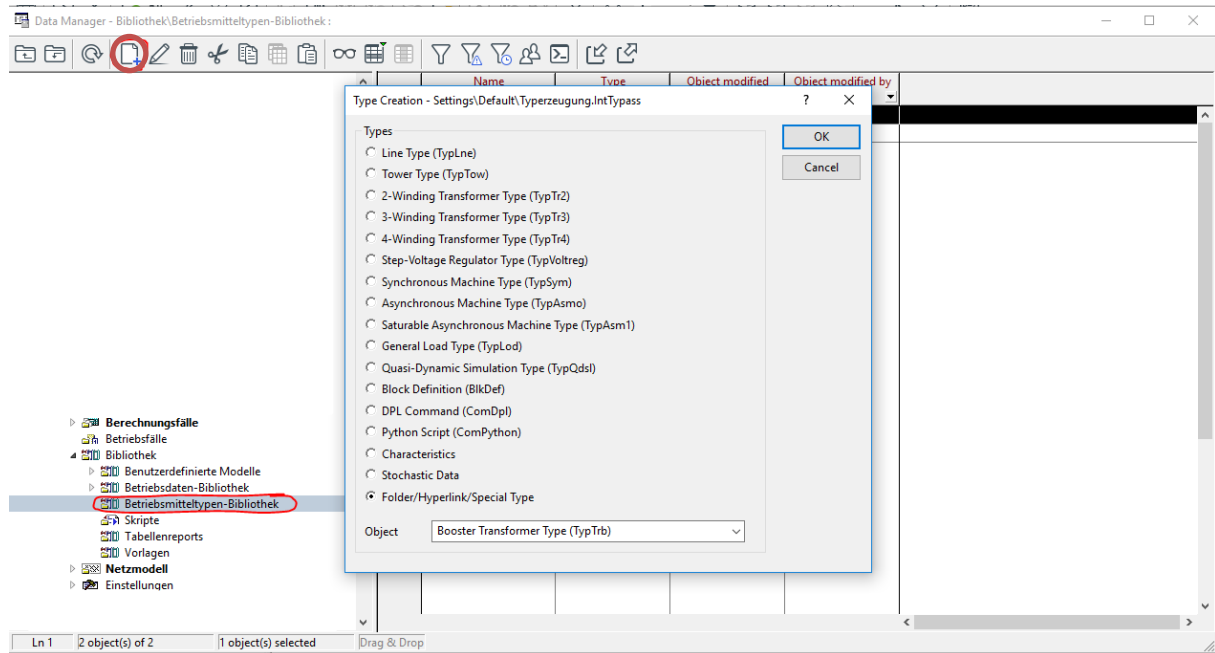 Data Manager - Bibliothek\Betriebsmitteltypen-Bibliothek :
Name Type Object modified Object modified by
Type Creation - Settings\Default\Typerzeugung.IntTypass ?
Types
OK
Line Type (TypLne)
Cancel
Tower Type (TypTow)
2-Winding Transformer Type (TypTr2)
3-Winding Transformer Type (TypTr3)
4-Winding Transformer Type (TypTr4)
Step-Voltage Regulator Type (TypVoltreg)
Synchronous Machine Type (TypSym)
Asynchronous Machine Type (TypAsmo)
Saturable Asynchronous Machine Type (TypAsm1)
General Load Type (TypLod)
Quasi-Dynamic Simulation Type (TypQdsl)
Block Definition (BlkDef)
DPL Command (ComDpl)
Python Script (ComPython)
Characteristics
Stochastic Data
Folder/Hyperlink/Special Type
Object Booster Transformer Type (TypTrb)
Berechnungsfälle
Betriebsfälle
Bibliothek
Benutzerdefinierte Modelle
Betriebsdaten-Bibliothek
Betriebsmitteltypen-Bibliothek
Skripte
Tabellenreports
Vorlagen
Netzmodell
Einstellungen
Ln 1 2 object(s) of 2 1 object(s) selected Drag & Drop